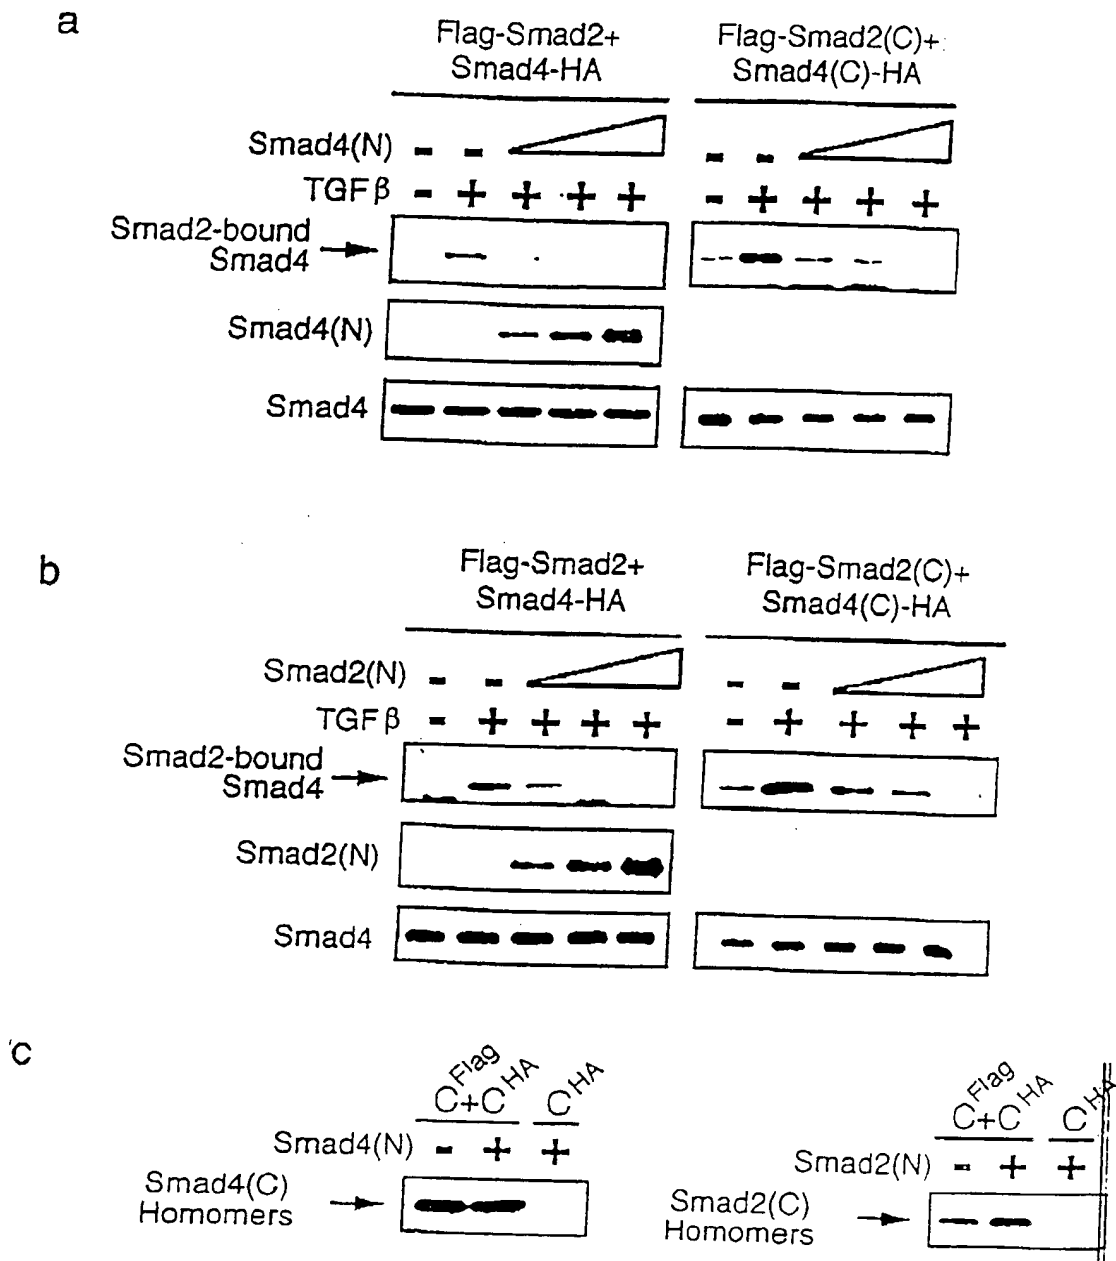 a
Flag-Smad2+
Smad4-HA
Flag-Smad2(C)+
Smad4(C)-HA
Smad4(N) - - - -
TGFβ - + + + + - + + + +
Smad2-bound
Smad4
Smad4(N)
Smad4
b
Flag-Smad2+
Smad4-HA
Flag-Smad2(C)+
Smad4(C)-HA
Smad2(N) - - - -
TGFβ - + + + + - + + + +
Smad2-bound
Smad4
Smad2(N)
Smad4
c
C^Flag+C^HA C^HA
Smad4(N) - + +
Smad4(C)
Homomers
C^Flag+C^HA C^HA
Smad2(N) - + +
Smad2(C)
Homomers